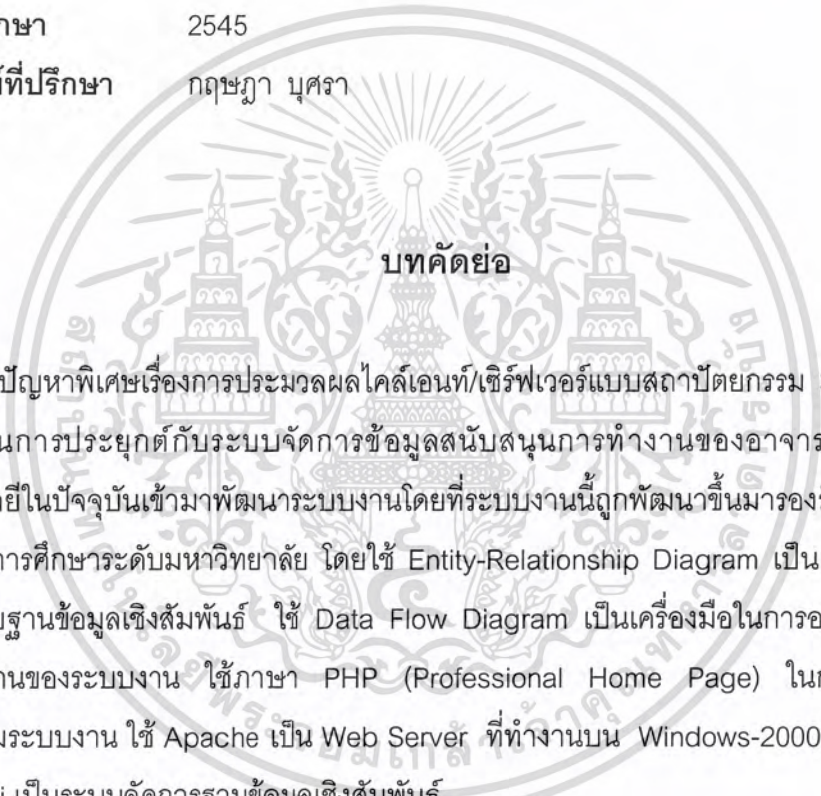 กษา 2545
ที่ปรึกษา กฤษฎา บุศรา
บทคัดย่อ
ปัญหาพิเศษเรื่องการประมวลผลไคล์เอนท์/เซิร์ฟเวอร์แบบสถาปัตยกรรม
นการประยุกต์กับระบบจัดการข้อมูลสนับสนุนการทำงานของอาจาร
ยีในปัจจุบันเข้ามาพัฒนาระบบงานโดยที่ระบบงานนี้ถูกพัฒนาขึ้นมารอง
การศึกษาระดับมหาวิทยาลัย โดยใช้ Entity-Relationship Diagram เป็น
ฐานข้อมูลเชิงสัมพันธ์ ใช้ Data Flow Diagram เป็นเครื่องมือในการอ
านของระบบงาน ใช้ภาษา PHP (Professional Home Page) ใน
ระบบงาน ใช้ Apache เป็น Web Server ที่ทำงานบน Windows-2000